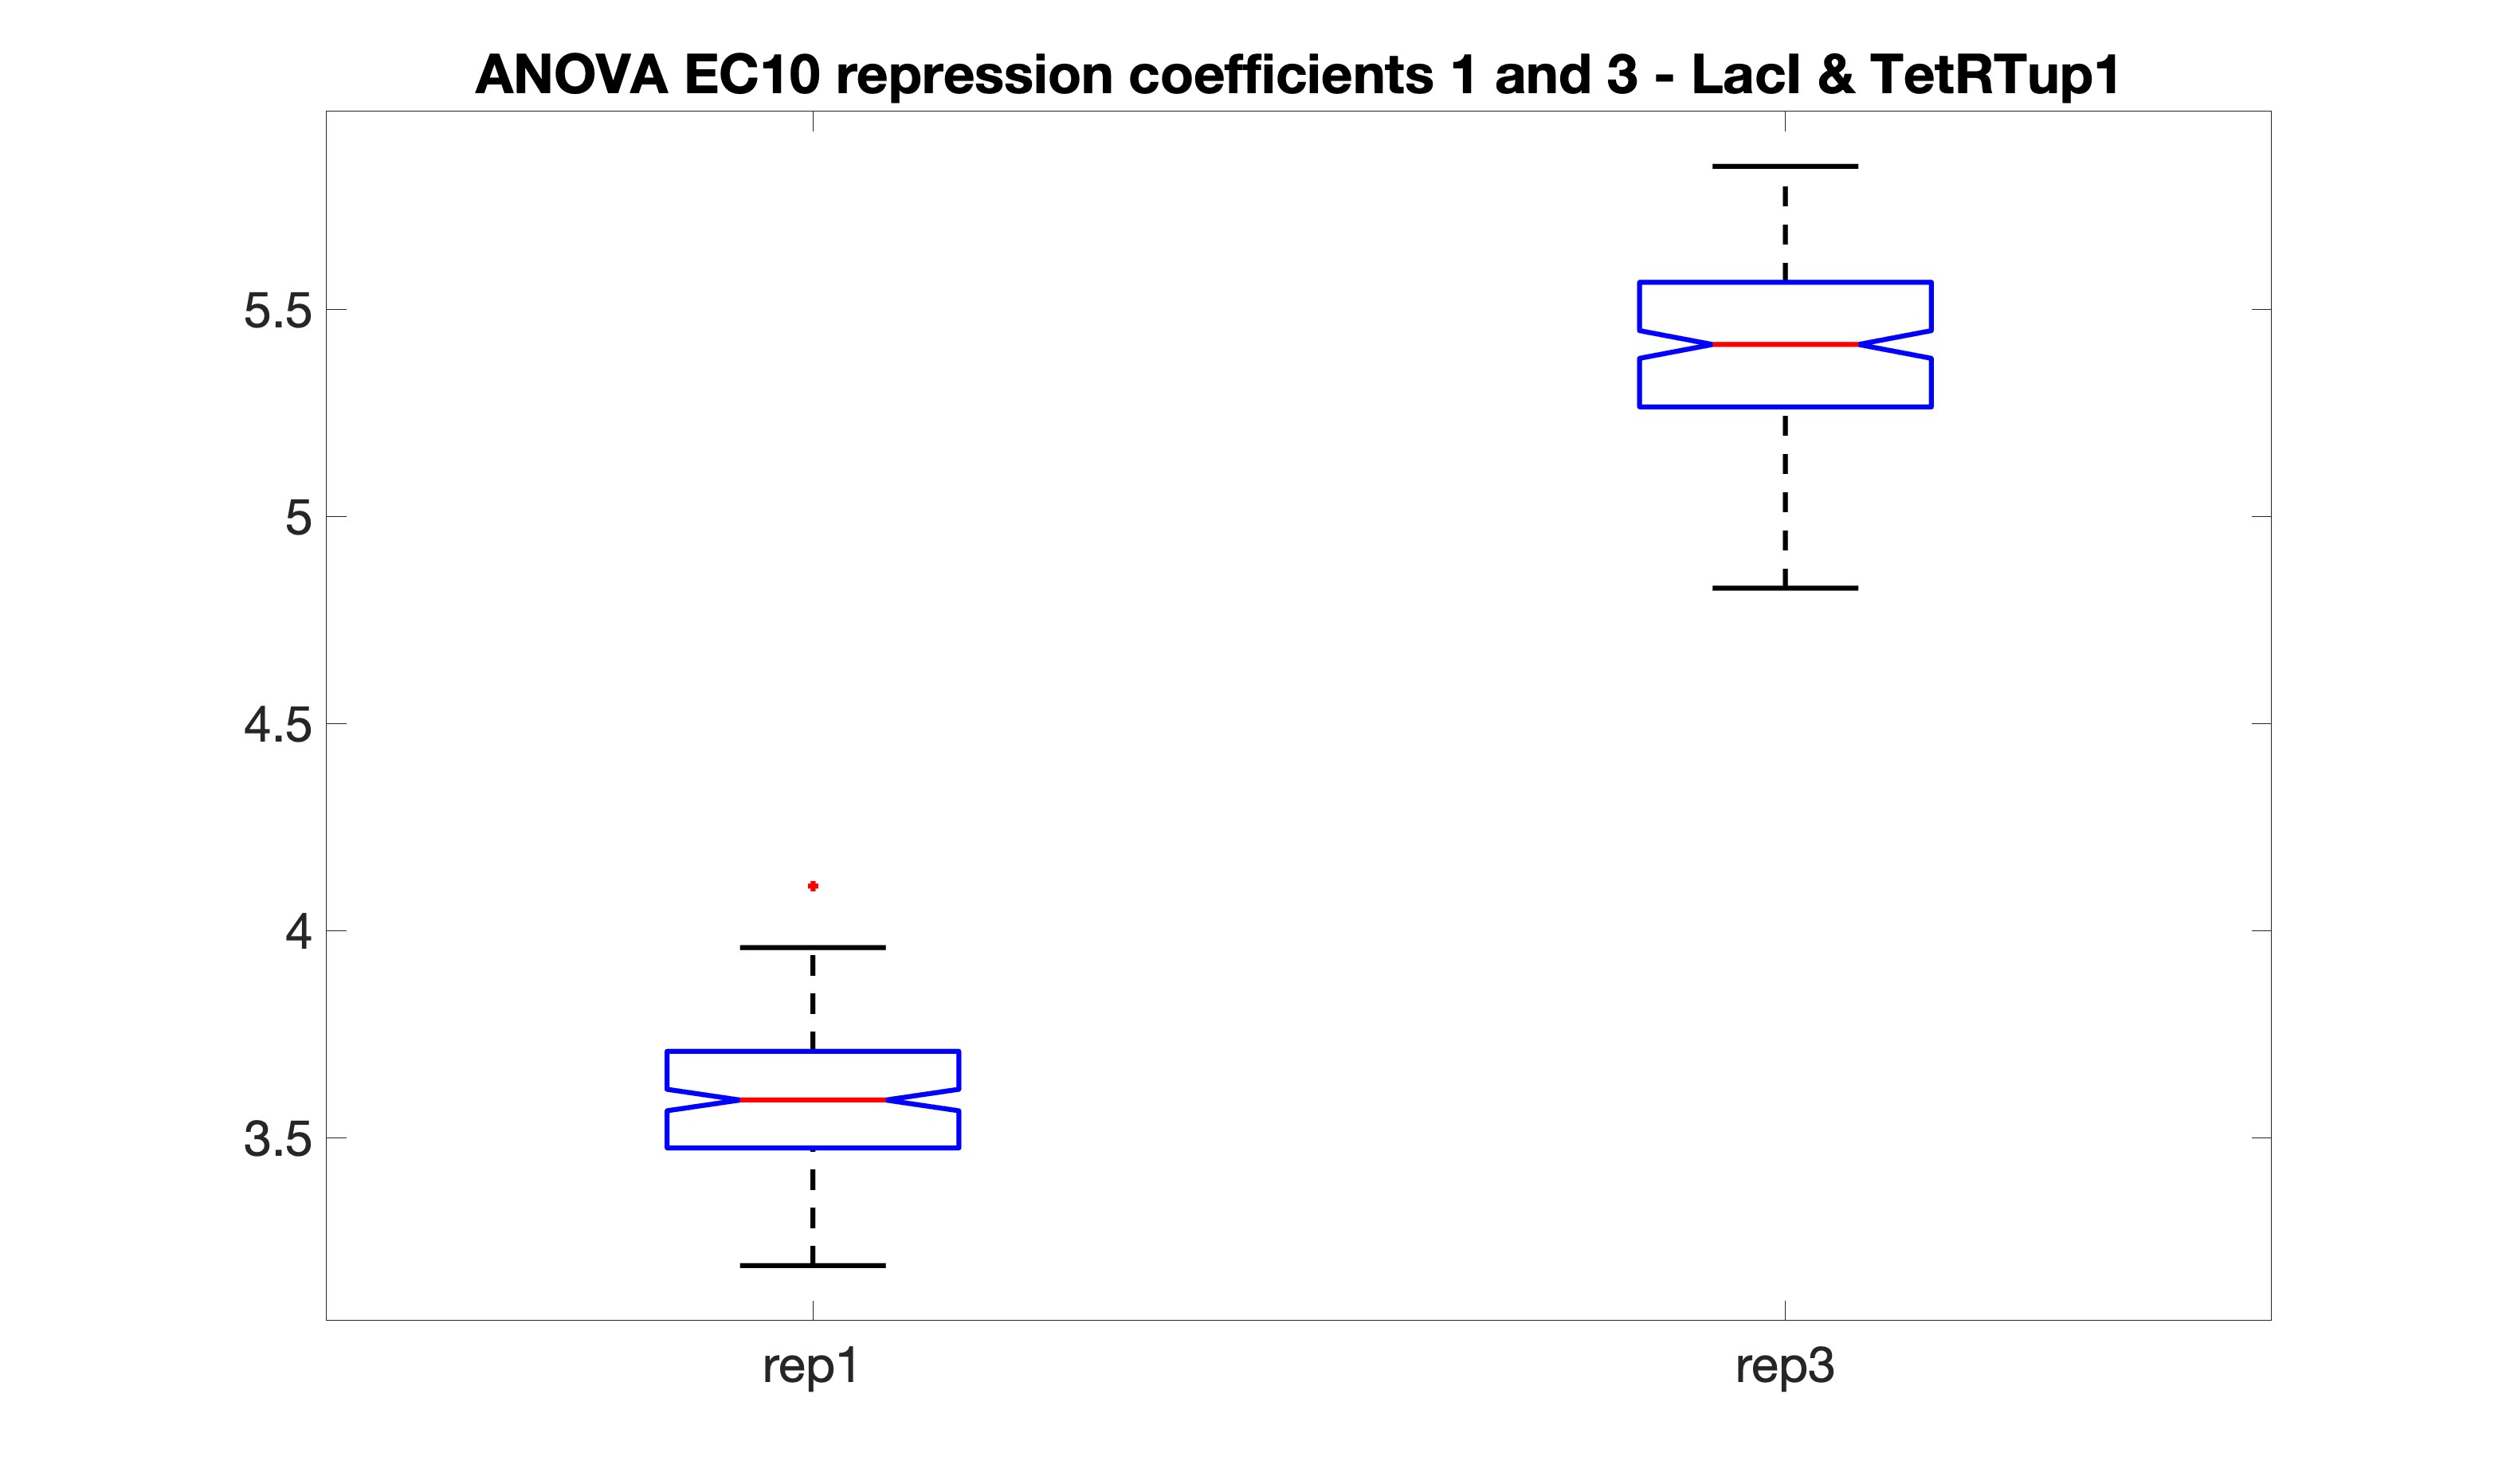 ANOVA EC10 repression coefficients 1 and 3 - LacI & TetRTup1
5.5
5
4.5
4
3.5
rep1 rep3